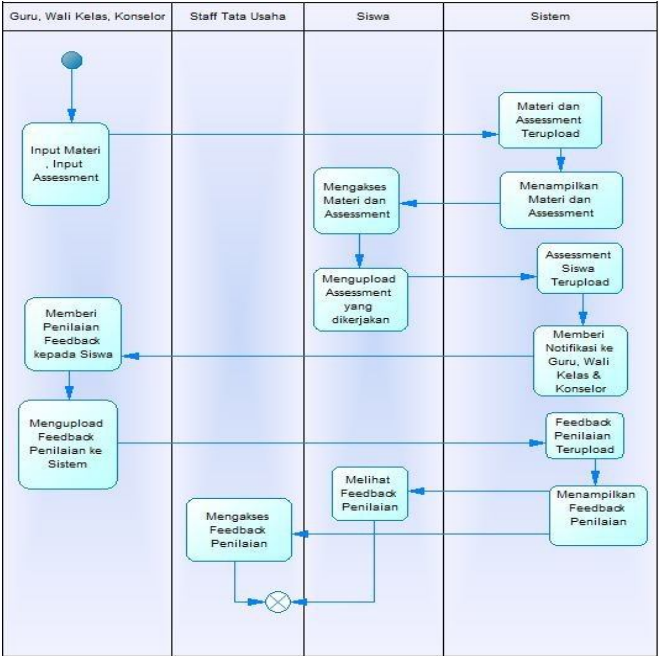 Guru, Wali Kelas, Konselor
Staff Tata Usaha
Siswa
Sistem
Input Materi
, Input
Assessment
Materi dan
Assessment
Terupload
Menampilkan
Materi dan
Assessment
Mengakses
Materi dan
Assessment
Mengupload
Assessment
yang
dikerjakan
Assessment
Siswa
Terupload
Memberi
Notifikasi ke
Guru, Wali
Kelas &
Konselor
Memberi
Penilaian
Feedback
kepada Siswa
Mengupload
Feedback
Penilaian ke
Sistem
Feedback
Penilaian
Terupload
Menampilkan
Feedback
Penilaian
Melihat
Feedback
Penilaian
Mengakses
Feedback
Penilaian